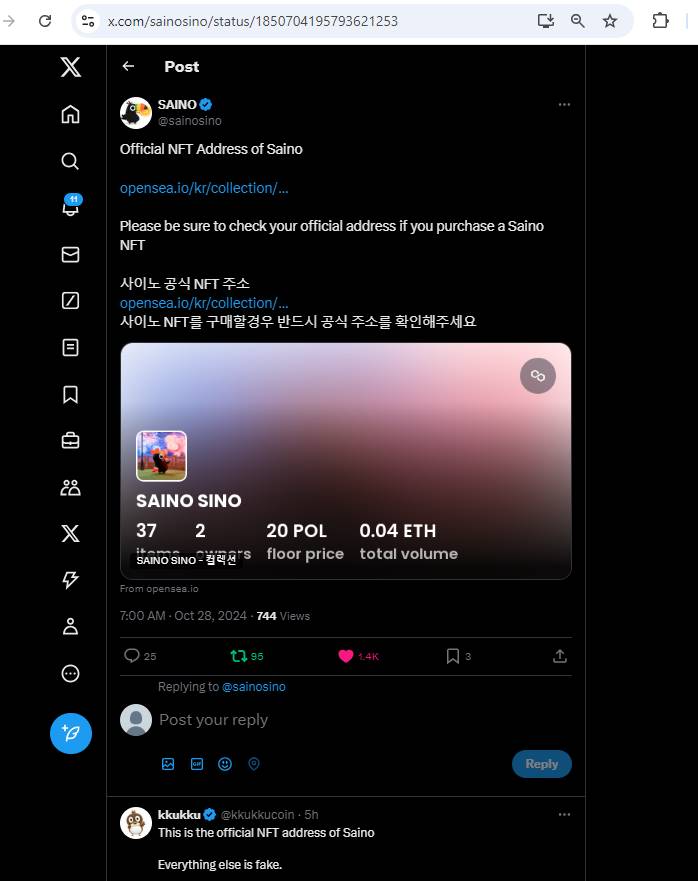 x.com/sainosino/status/1850704195793621253
Post
SAINO
@sainosino
Official NFT Address of Saino
opensea.io/kr/collection/...
Please be sure to check your official address if you purchase a Saino
NFT
사이노 공식 NFT 주소
opensea.io/kr/collection/...
사이노 NFT를 구매할경우 반드시 공식 주소를 확인해주세요
SAINO SINO
37 2 20 POL 0.04 ETH
items owners floor price total volume
SAINO SINO - 컬렉션
From opensea.io
7:00 AM · Oct 28, 2024 · 744 Views
25 95 1.4K 3
Replying to @sainosino
Post your reply
GIF
Reply
kkukku @kkukkucoin · 5h
This is the official NFT address of Saino
Everything else is fake.
11